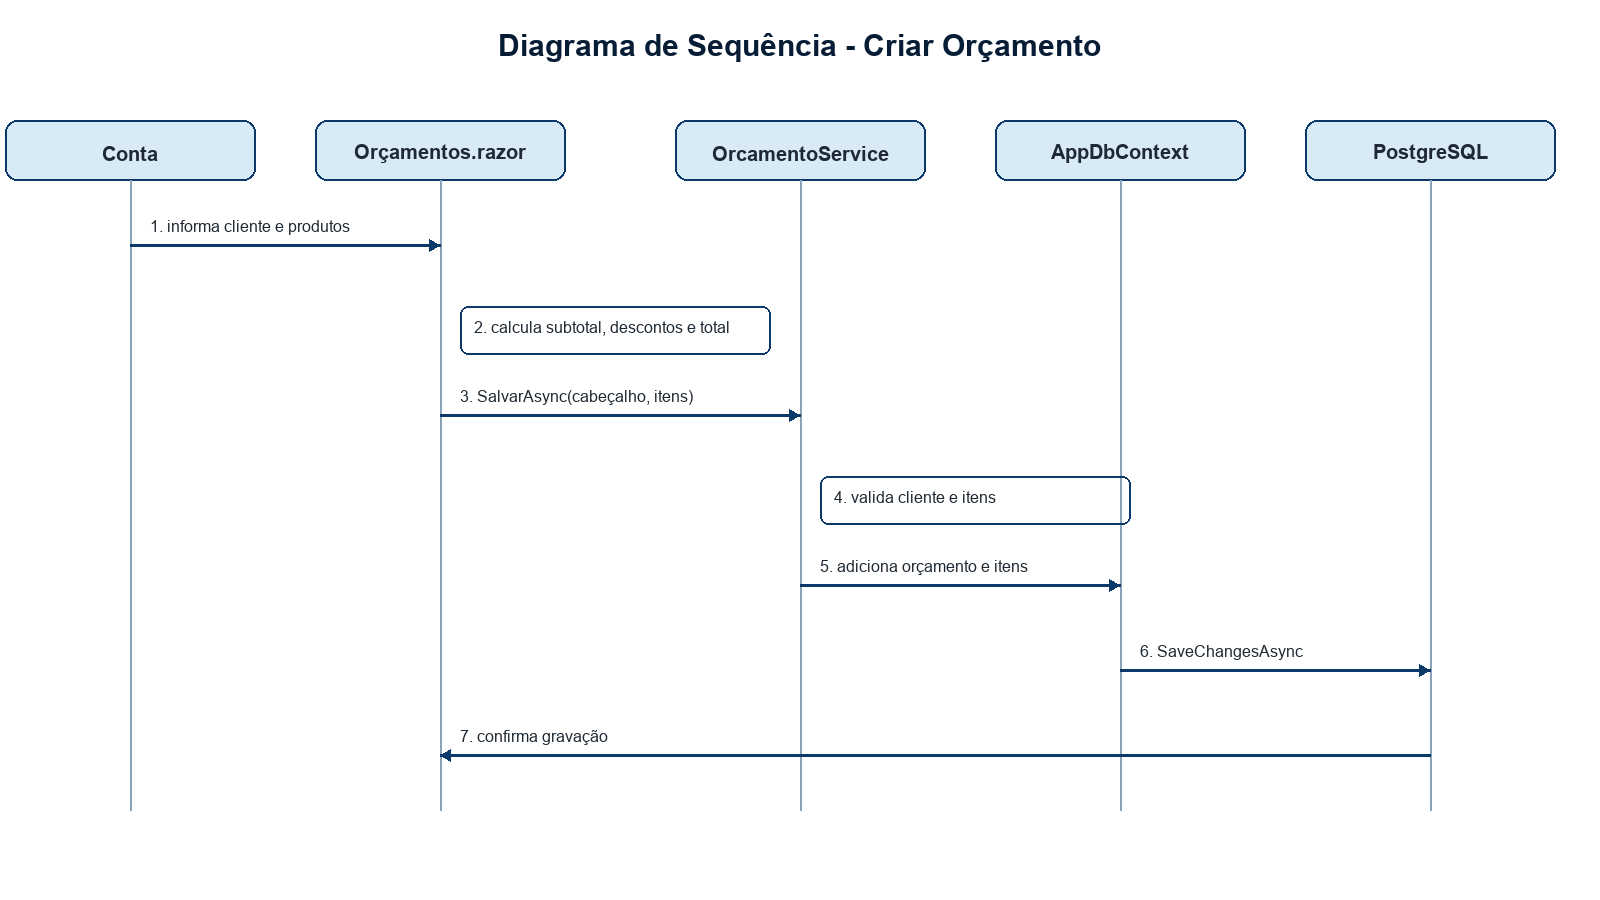 Diagrama de Sequência - Criar Orçamento
Conta
Orçamentos.razor
OrcamentoService
AppDbContext
PostgreSQL
1. informa cliente e produtos
2. calcula subtotal, descontos e total
3. SalvarAsync(cabeçalho, itens)
4. valida cliente e itens
5. adiciona orçamento e itens
6. SaveChangesAsync
7. confirma gravação